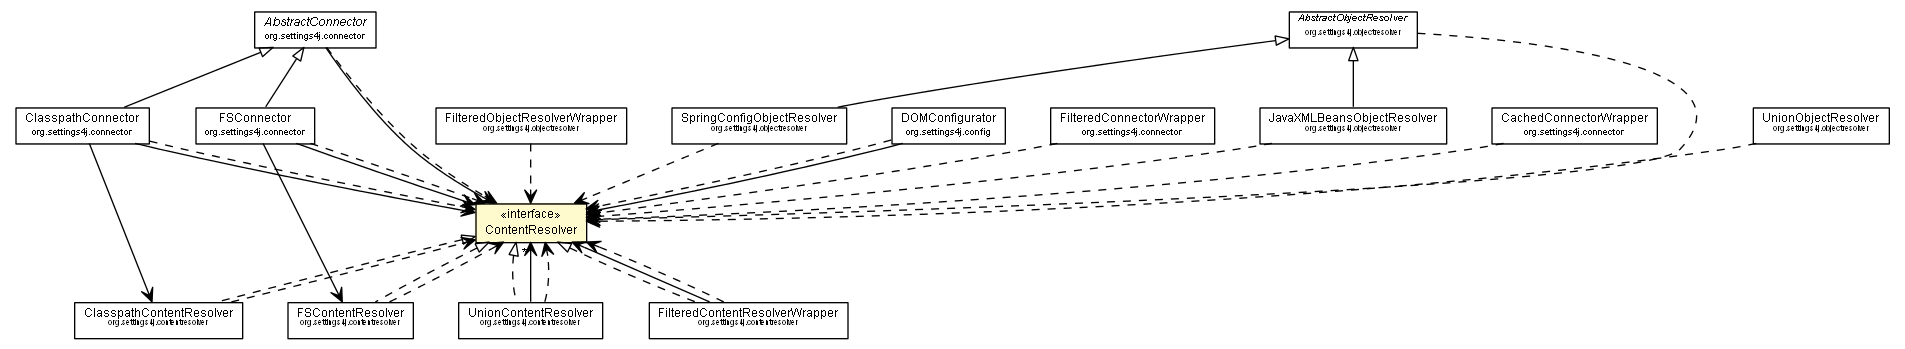 AbstractConnector
org.settings4j.connector
AbstractObjectResolver
org.settings4j.objectresolver
ClasspathConnector
org.settings4j.connector
FSConnector
org.settings4j.connector
FilteredObjectResolverWrapper
org.settings4j.objectresolver
SpringConfigObjectResolver
org.settings4j.objectresolver
DOMConfigurator
org.settings4j.config
FilteredConnectorWrapper
org.settings4j.connector
JavaXMLBeansObjectResolver
org.settings4j.objectresolver
CachedConnectorWrapper
org.settings4j.connector
UnionObjectResolver
org.settings4j.objectresolver
«interface»
ContentResolver
*
ClasspathContentResolver
org.settings4j.contentresolver
FSContentResolver
org.settings4j.contentresolver
UnionContentResolver
org.settings4j.contentresolver
FilteredContentResolverWrapper
org.settings4j.contentresolver